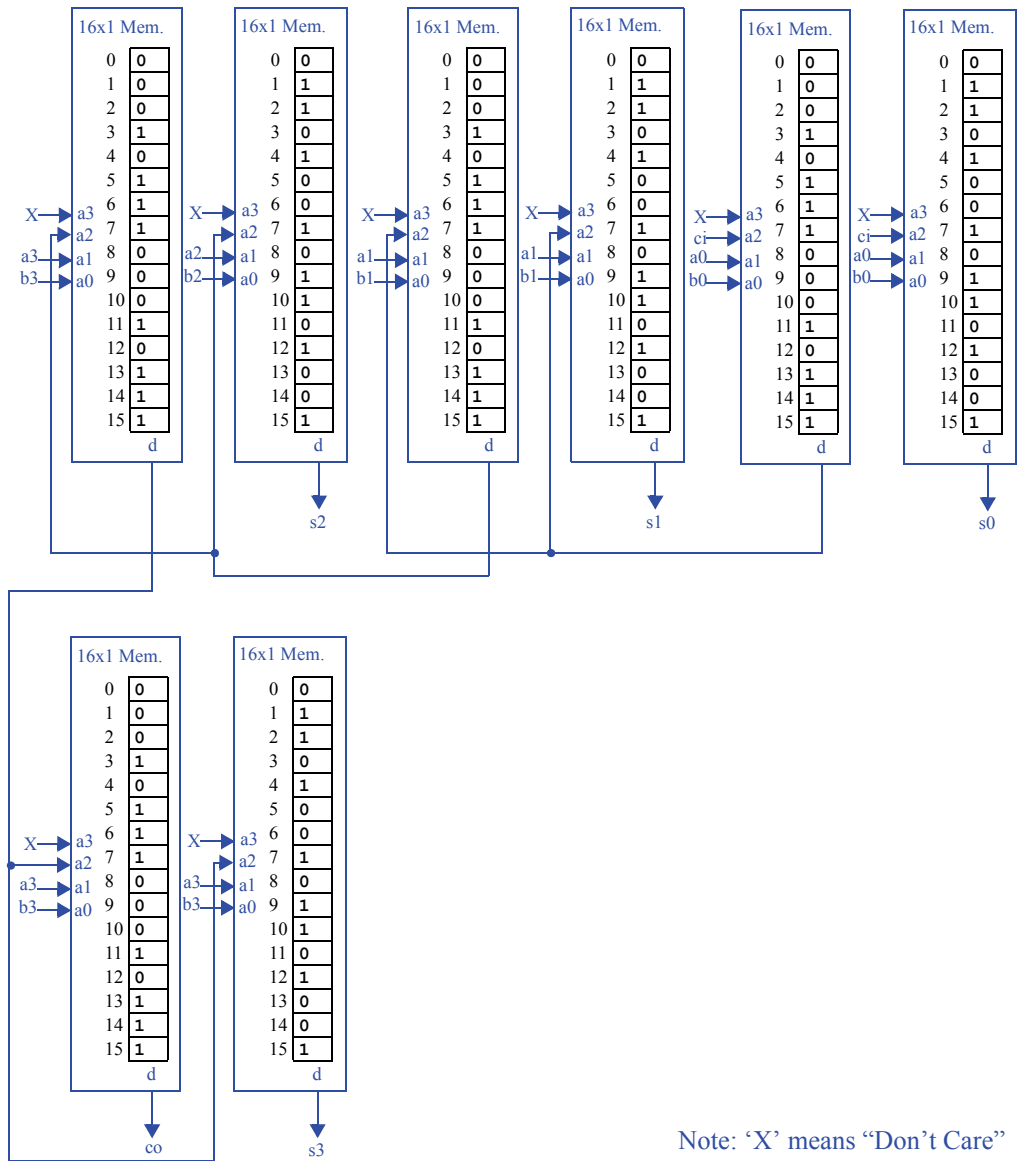 16x1 Mem.
0 0
1 0
2 0
3 1
4 0
5 1
X a3 6 1
a2 7 1
a3 a1 8 0
b3 a0 9 0
10 0
11 1
12 0
13 1
14 1
15 1
d
16x1 Mem.
0 0
1 1
2 1
3 0
4 1
5 0
X a3 6 0
a2 7 1
a2 a1 8 0
b2 a0 9 1
10 1
11 0
12 1
13 0
14 0
15 1
d
s2
16x1 Mem.
0 0
1 0
2 0
3 1
4 0
5 1
X a3 6 1
a2 7 1
a1 a1 8 0
b1 a0 9 0
10 0
11 1
12 0
13 1
14 1
15 1
d
16x1 Mem.
0 0
1 1
2 1
3 0
4 1
5 0
X a3 6 0
a2 7 1
a1 a1 8 0
b1 a0 9 1
10 1
11 0
12 1
13 0
14 0
15 1
d
s1
16x1 Mem.
0 0
1 0
2 0
3 1
4 0
5 1
X a3 6 1
ci a2 7 1
a0 a1 8 0
b0 a0 9 0
10 0
11 1
12 0
13 1
14 1
15 1
d
16x1 Mem.
0 0
1 1
2 1
3 0
4 1
5 0
X a3 6 0
ci a2 7 1
a0 a1 8 0
b0 a0 9 1
10 1
11 0
12 1
13 0
14 0
15 1
d
s0
16x1 Mem.
0 0
1 0
2 0
3 1
4 0
5 1
X a3 6 1
a2 7 1
a3 a1 8 0
b3 a0 9 0
10 0
11 1
12 0
13 1
14 1
15 1
d
co
16x1 Mem.
0 0
1 1
2 1
3 0
4 1
5 0
X a3 6 0
a2 7 1
a3 a1 8 0
b3 a0 9 1
10 1
11 0
12 1
13 0
14 0
15 1
d
s3
Note: ‘X’ means “Don’t Care”